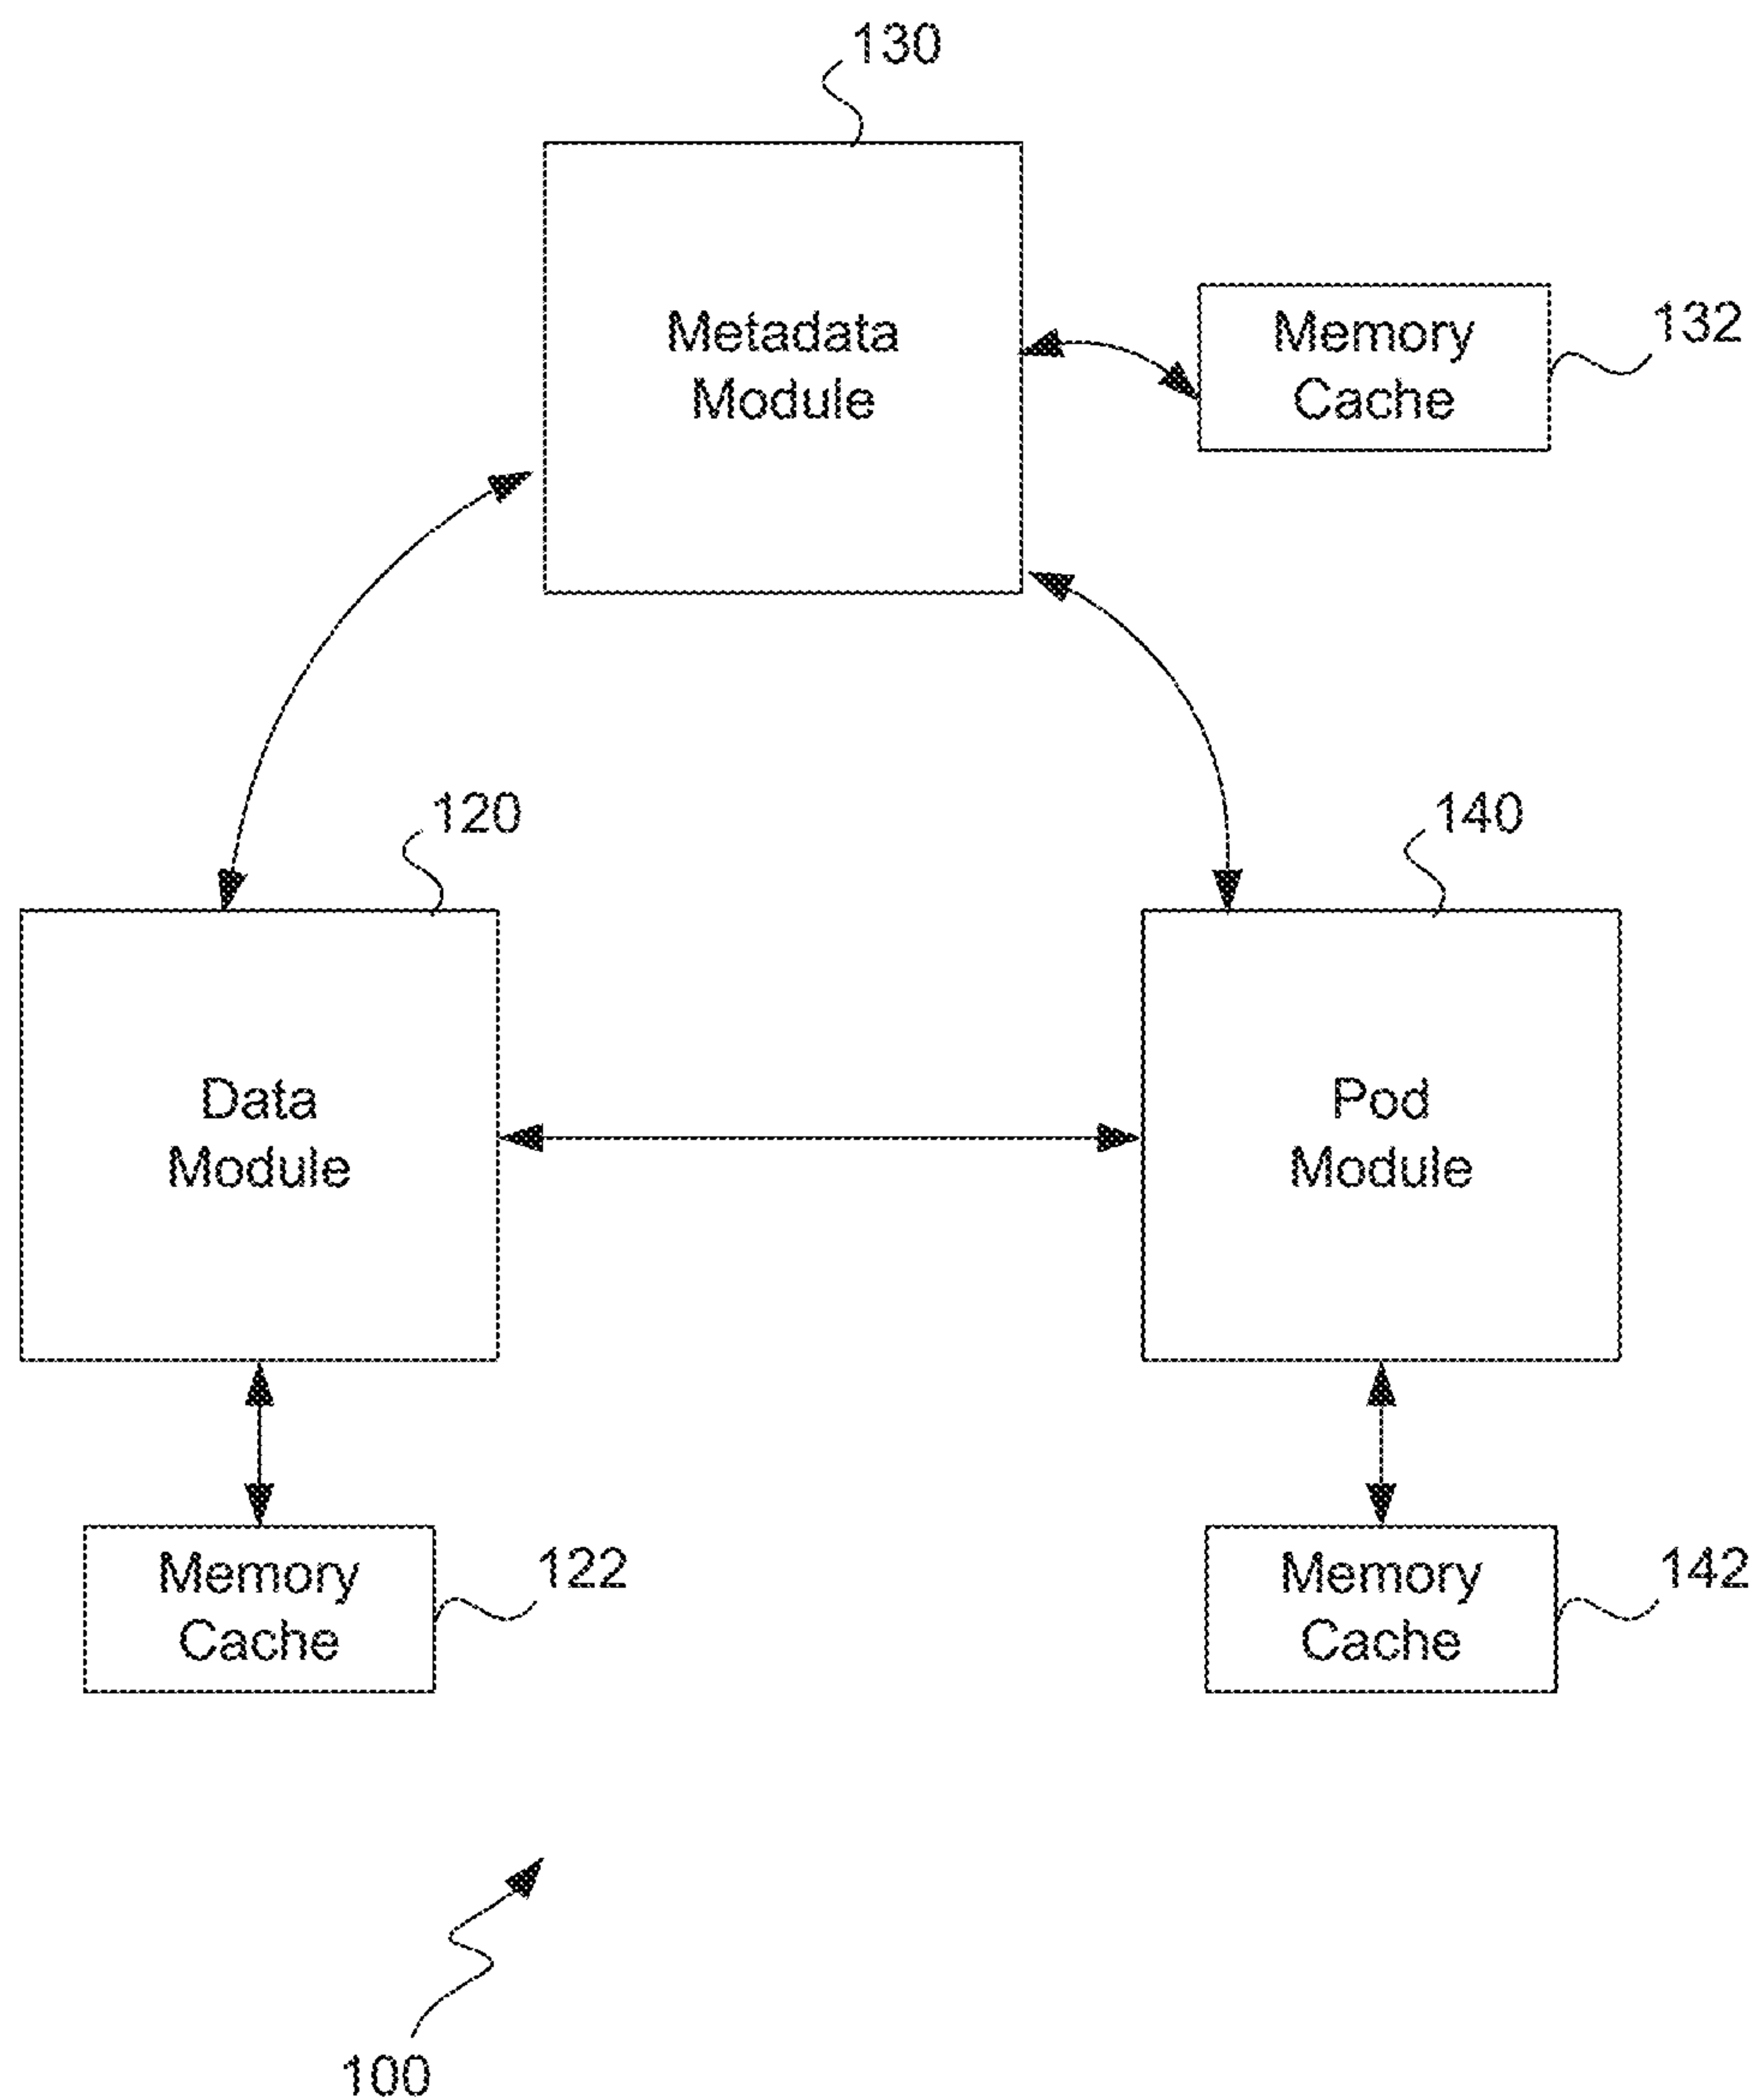 130
Metadata
Module
Memory
Cache
132
120
140
Data
Module
Pod
Module
Memory
Cache
122
Memory
Cache
142
100